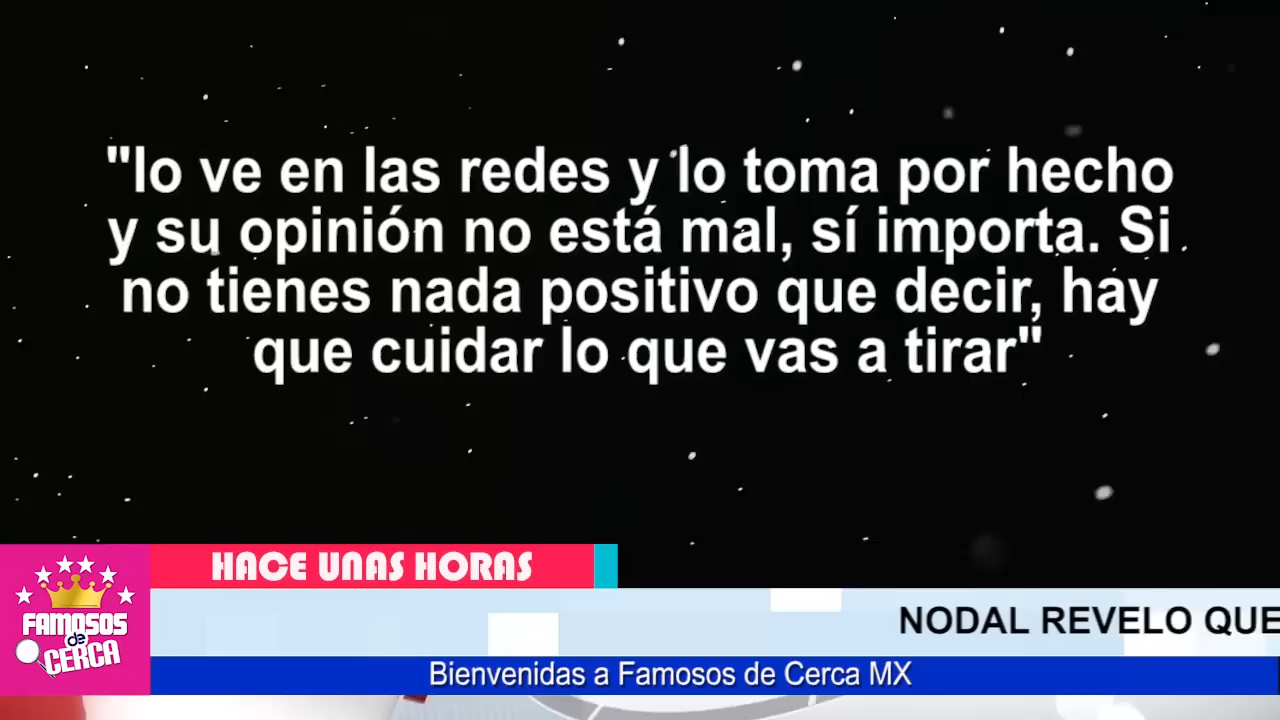 "lo ve en las redes y lo toma por hecho
y su opinión no está mal, sí importa. Si
no tienes nada positivo que decir, hay
que cuidar lo que vas a tirar"
HACE UNAS HORAS
FAMOSOS
de
CERCA
NODAL REVELO QUE
Bienvenidas a Famosos de Cerca MX